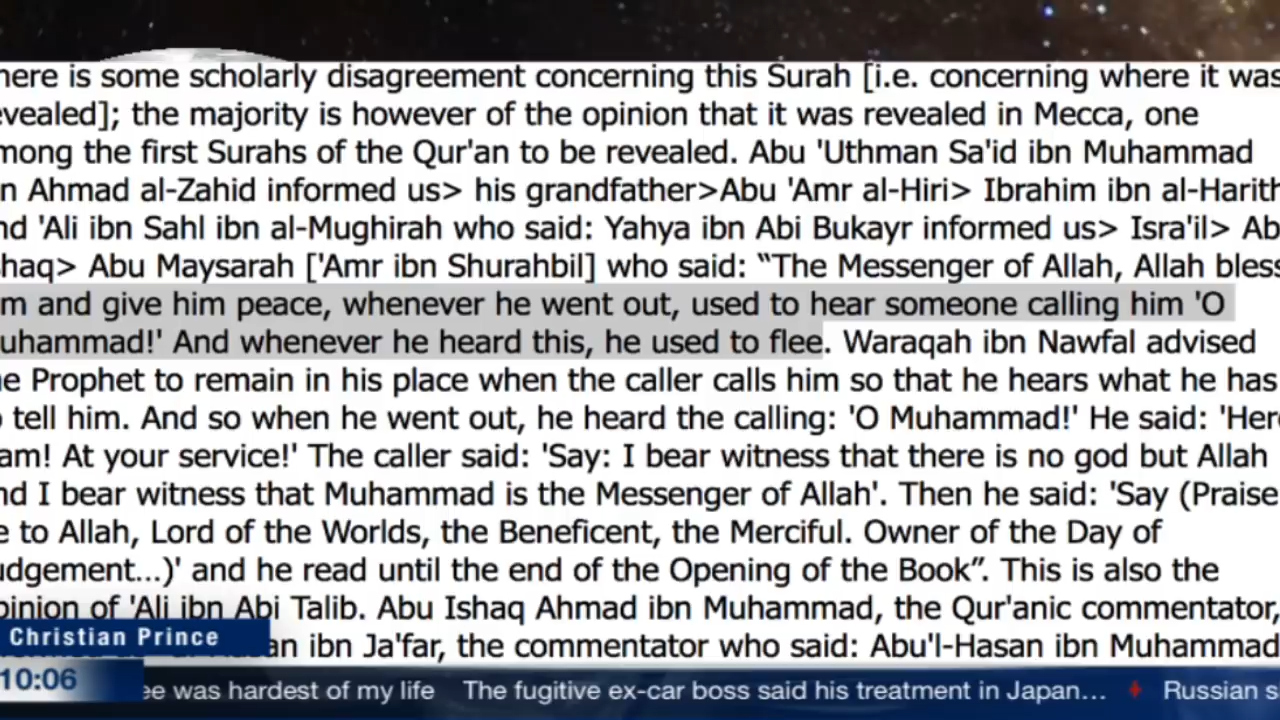 here is some scholarly disagreement concerning this Surah [i.e. concerning where it was
evealed]; the majority is however of the opinion that it was revealed in Mecca, one
mong the first Surahs of the Qur'an to be revealed. Abu 'Uthman Sa'id ibn Muhammad
n Ahmad al-Zahid informed us> his grandfather>Abu 'Amr al-Hiri> Ibrahim ibn al-Harith
nd 'Ali ibn Sahl ibn al-Mughirah who said: Yahya ibn Abi Bukayr informed us> Isra'il> Ab
shaq> Abu Maysarah ['Amr ibn Shurahbil] who said: “The Messenger of Allah, Allah bless
m and give him peace, whenever he went out, used to hear someone calling him 'O
uhammad!' And whenever he heard this, he used to flee. Waraqah ibn Nawfal advised
he Prophet to remain in his place when the caller calls him so that he hears what he has
o tell him. And so when he went out, he heard the calling: 'O Muhammad!' He said: 'Here
am! At your service!' The caller said: 'Say: I bear witness that there is no god but Allah
nd I bear witness that Muhammad is the Messenger of Allah'. Then he said: 'Say (Praise
e to Allah, Lord of the Worlds, the Beneficent, the Merciful. Owner of the Day of
udgement...)' and he read until the end of the Opening of the Book”. This is also the
pinion of 'Ali ibn Abi Talib. Abu Ishaq Ahmad ibn Muhammad, the Qur'anic commentator,
an ibn Ja'far, the commentator who said: Abu'l-Hasan ibn Muhammad
Christian Prince
10:06
ee was hardest of my life The fugitive ex-car boss said his treatment in Japan... Russian s